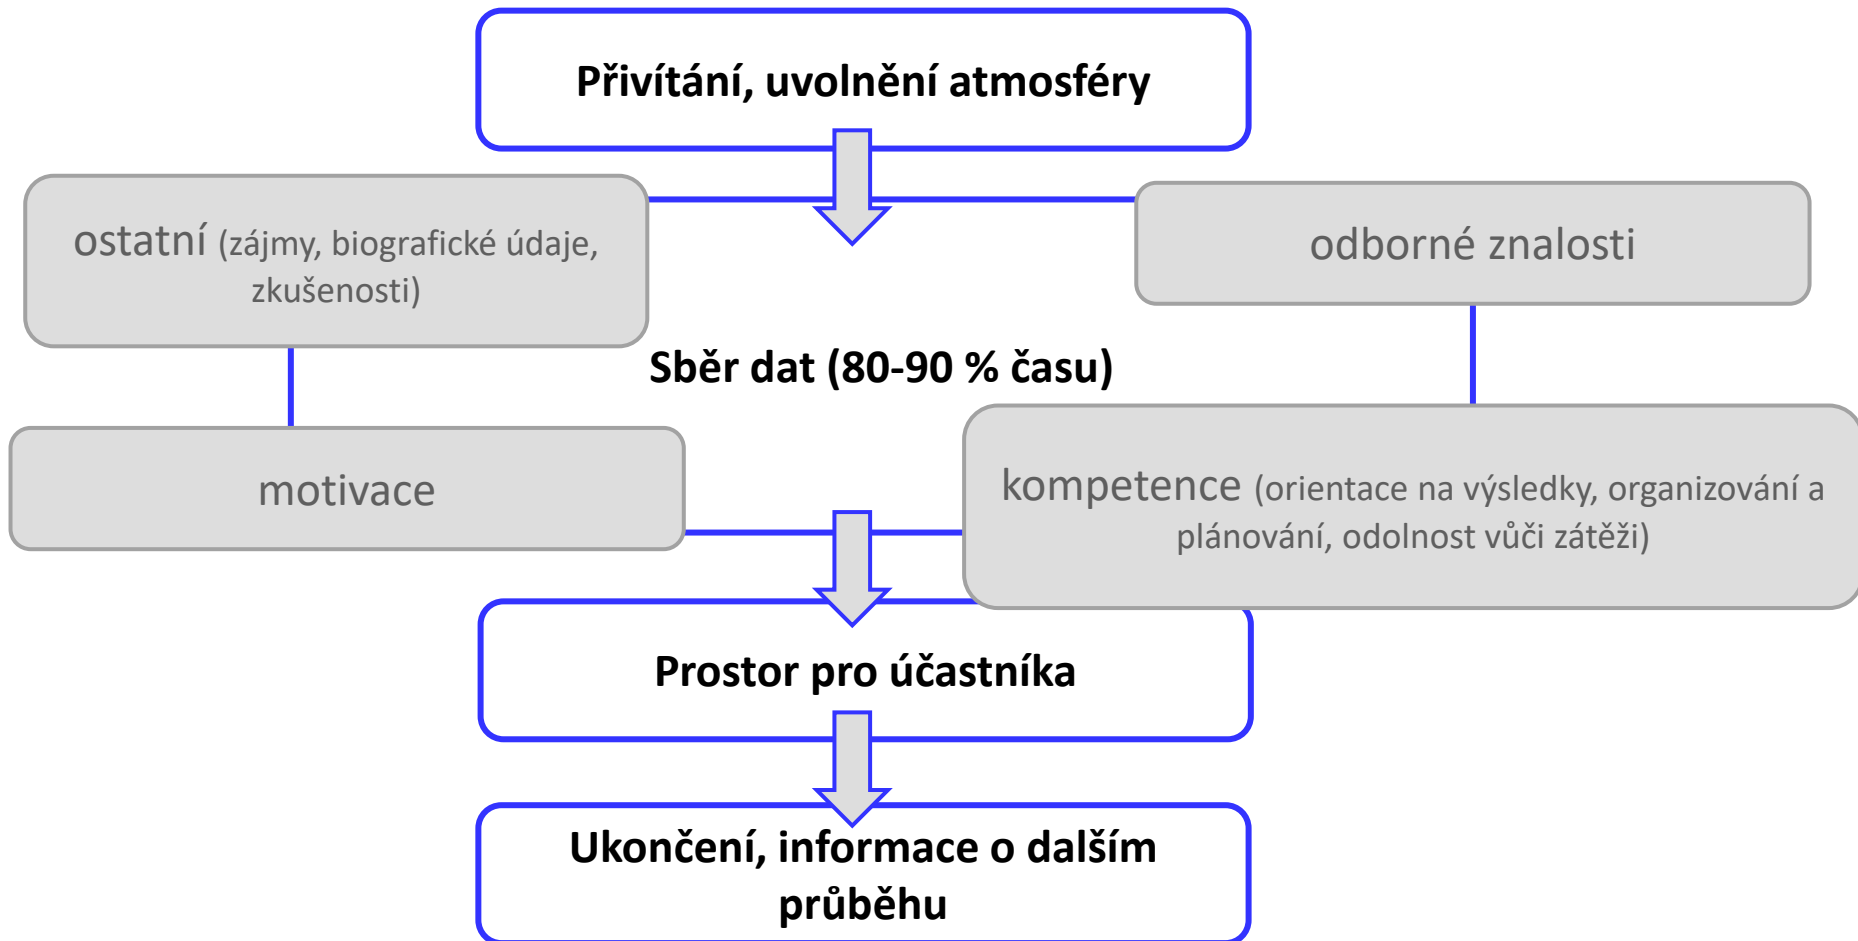 Přivítání, uvolnění atmosféry
ostatní (zájmy, biografické údaje,
zkušenosti)
odborné znalosti
Sběr dat (80-90 % času)
motivace
kompetence (orientace na výsledky, organizování a
plánování, odolnost vůči zátěži)
Prostor pro účastníka
Ukončení, informace o dalším
průběhu